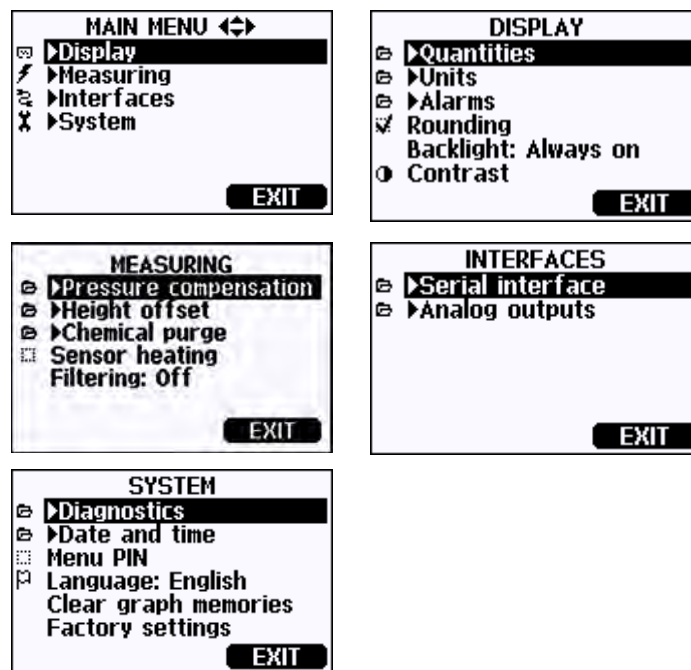 MAIN MENU
Display
Measuring
Interfaces
System
EXIT
DISPLAY
Quantities
Units
Alarms
Rounding
Backlight: Always on
Contrast
EXIT
MEASURING
Pressure compensation
Height offset
Chemical purge
Sensor heating
Filtering: Off
EXIT
INTERFACES
Serial interface
Analog outputs
EXIT
SYSTEM
Diagnostics
Date and time
Menu PIN
Language: English
Clear graph memories
Factory settings
EXIT